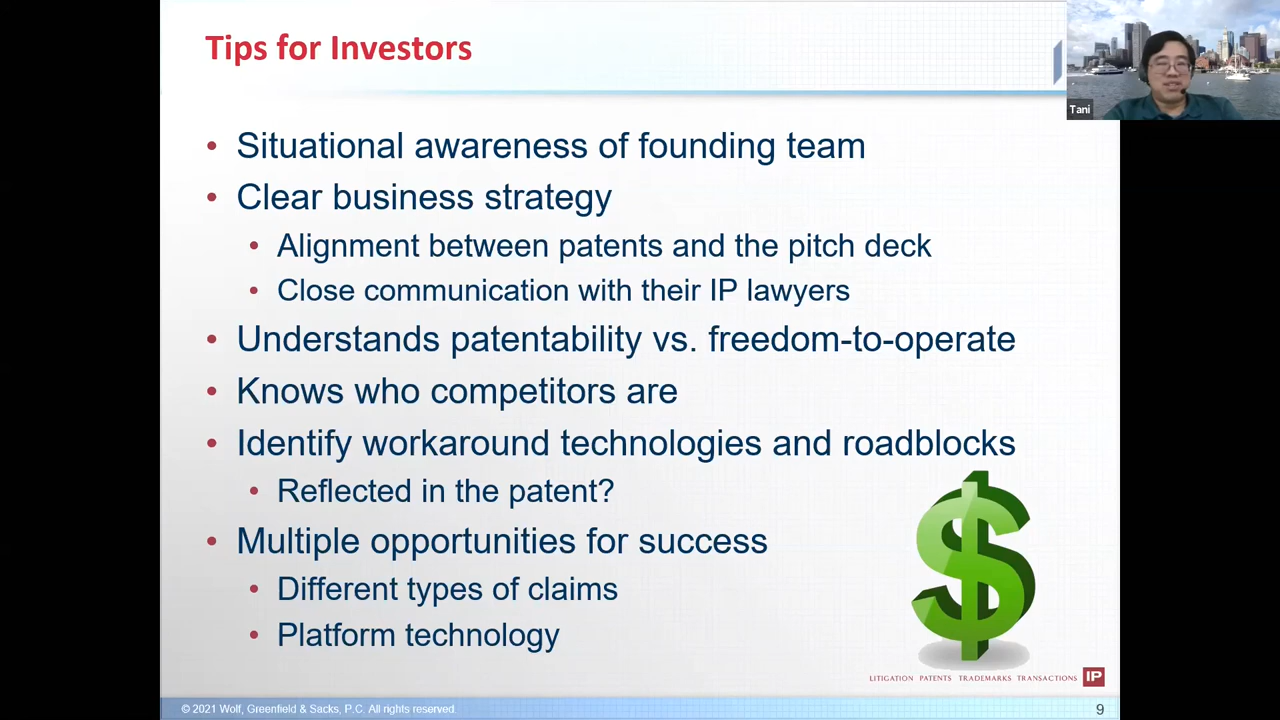 Tips for Investors
Tani
• Situational awareness of founding team
• Clear business strategy
• Alignment between patents and the pitch deck
• Close communication with their IP lawyers
• Understands patentability vs. freedom-to-operate
• Knows who competitors are
• Identify workaround technologies and roadblocks
• Reflected in the patent?
• Multiple opportunities for success
• Different types of claims
• Platform technology
$
LITIGATION PATENTS TRADEMARKS TRANSACTIONS IP
© 2021 Wolf, Greenfield & Sacks, P.C. All rights reserved.
9